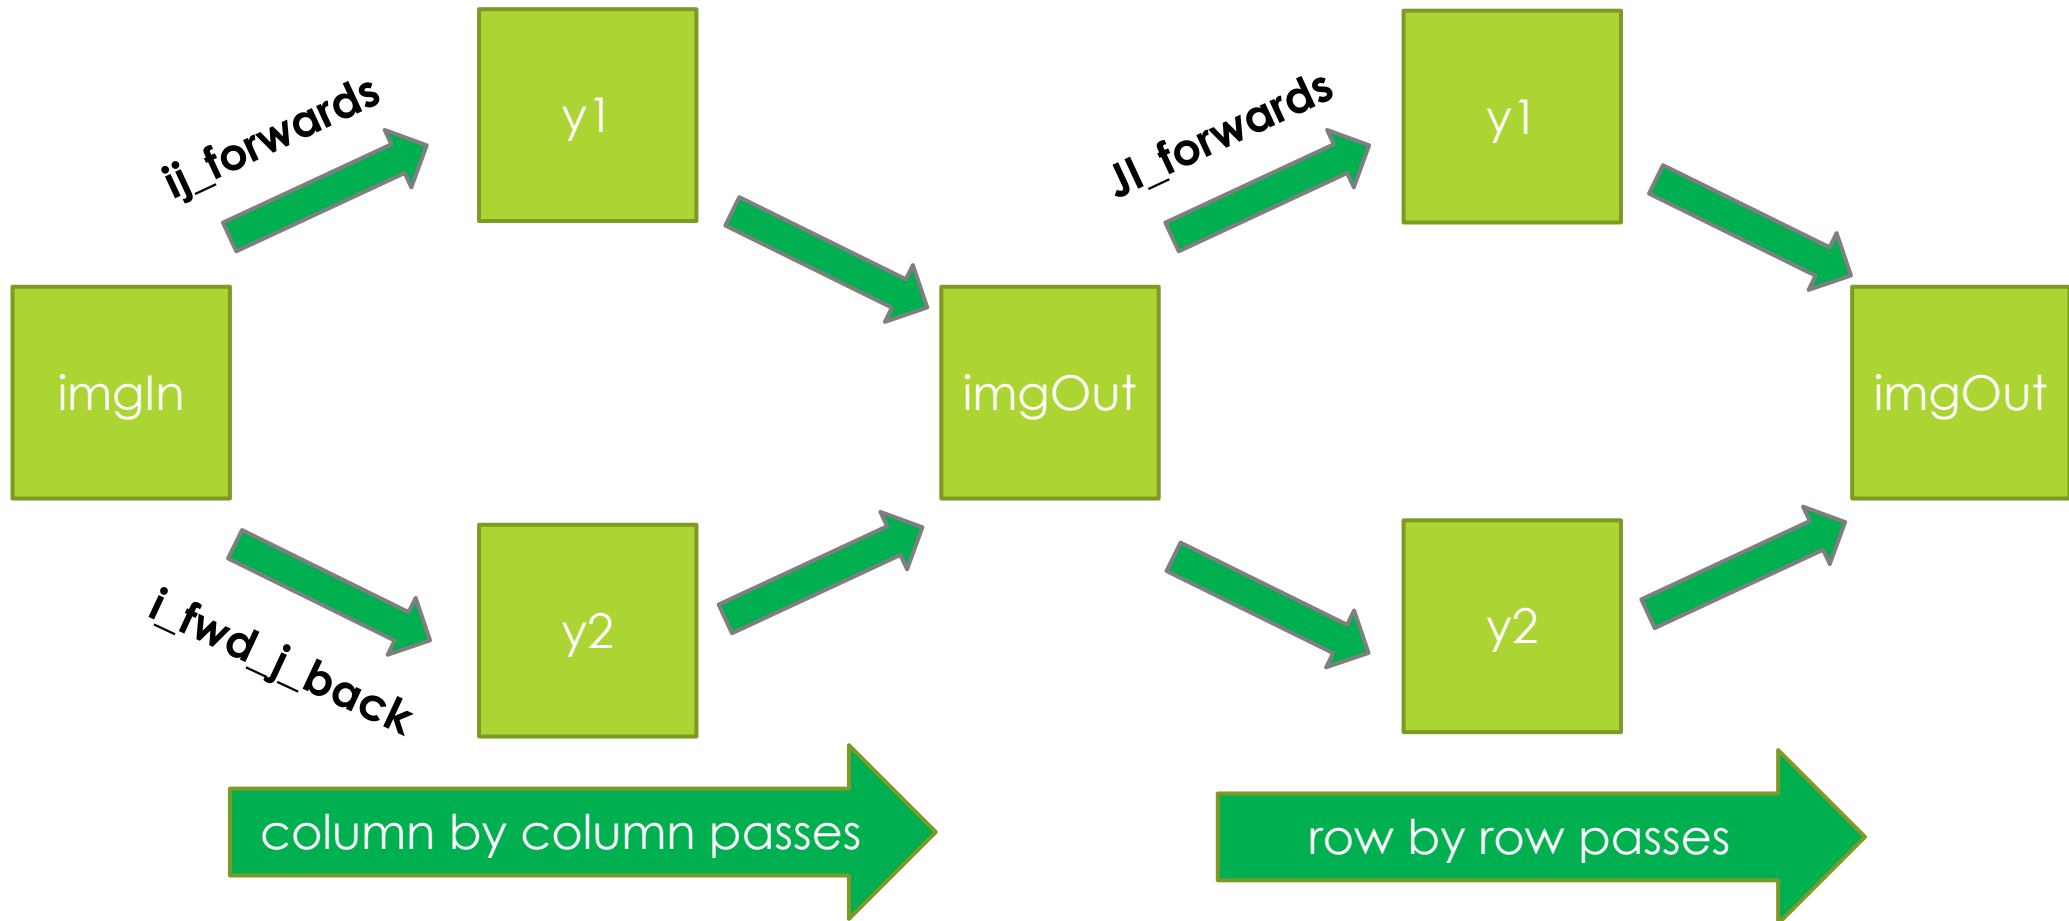 ij_forwards
y1
JI_forwards
y1
imgIn
imgOut
imgOut
i_fwd_j_back
y2
y2
column by column passes
row by row passes